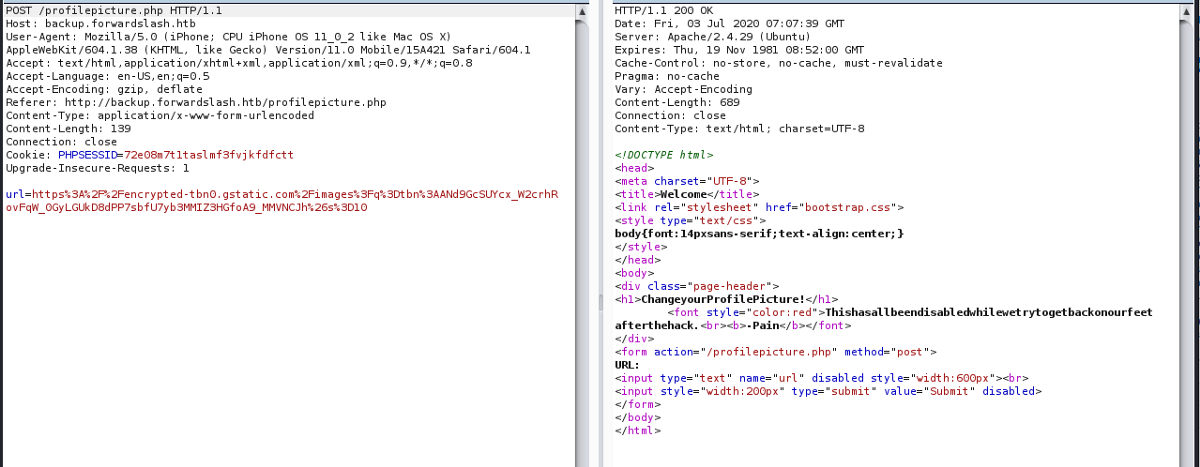 POST /profilepicture.php HTTP/1.1
Host: backup.forwardslash.htb
User-Agent: Mozilla/5.0 (iPhone; CPU iPhone OS 11_0_2 like Mac OS X)
AppleWebKit/604.1.38 (KHTML, like Gecko) Version/11.0 Mobile/15A421 Safari/604.1
Accept: text/html,application/xhtml+xml,application/xml;q=0.9,*/*;q=0.8
Accept-Language: en-US,en;q=0.5
Accept-Encoding: gzip, deflate
Referer: http://backup.forwardslash.htb/profilepicture.php
Content-Type: application/x-www-form-urlencoded
Content-Length: 139
Connection: close
Cookie: PHPSESSID=72e08m7t1taslmf3fvjkfdfctt
Upgrade-Insecure-Requests: 1
url=https%3A%2F%2Fencrypted-tbn0.gstatic.com%2Fimages%3Fq%3Dtbn%3AANd9GcSUYcx_W2crhR
ovFqW_OGyLGUkD8dPP7sbfU7yb3MMIZ3HGfoA9_MMVNCJh%26s%3D10
HTTP/1.1 200 OK
Date: Fri, 03 Jul 2020 07:07:39 GMT
Server: Apache/2.4.29 (Ubuntu)
Expires: Thu, 19 Nov 1981 08:52:00 GMT
Cache-Control: no-store, no-cache, must-revalidate
Pragma: no-cache
Vary: Accept-Encoding
Content-Length: 689
Connection: close
Content-Type: text/html; charset=UTF-8
<!DOCTYPE html>
<head>
<meta charset="UTF-8">
<title>Welcome</title>
<link rel="stylesheet" href="bootstrap.css">
<style type="text/css">
body{font:14pxsans-serif;text-align:center;}
</style>
</head>
<body>
<div class="page-header">
<h1>ChangeyourProfilePicture!</h1>
<font style="color:red">Thishasallbeendisabledwhilewetrytogetbackonourfeet
afterthehack.<br><b>-Pain</b></font>
</div>
<form action="/profilepicture.php" method="post">
URL:
<input type="text" name="url" disabled style="width:600px"><br>
<input style="width:200px" type="submit" value="Submit" disabled>
</form>
</body>
</html>